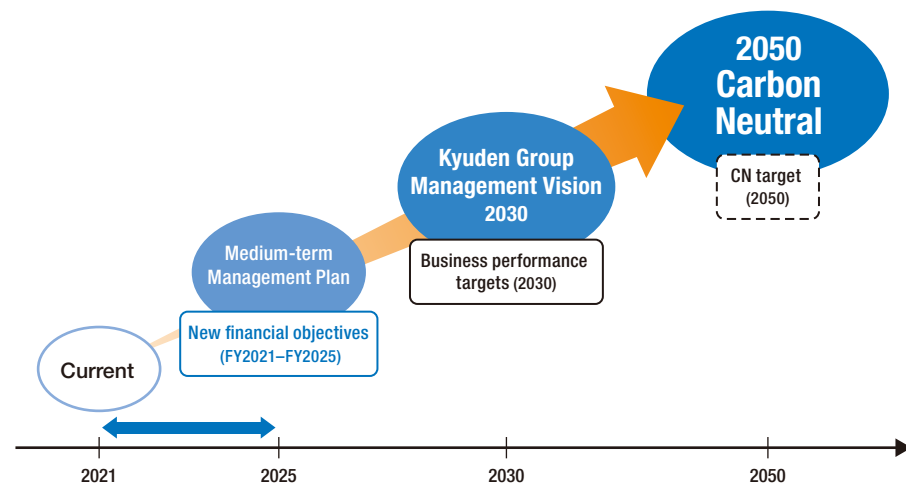 2050
Carbon
Neutral
CN target
(2050)
Kyuden Group
Management Vision
2030
Business performance
targets (2030)
Medium-term
Management Plan
New financial objectives
(FY2021–FY2025)
Current
2021
2025
2030
2050